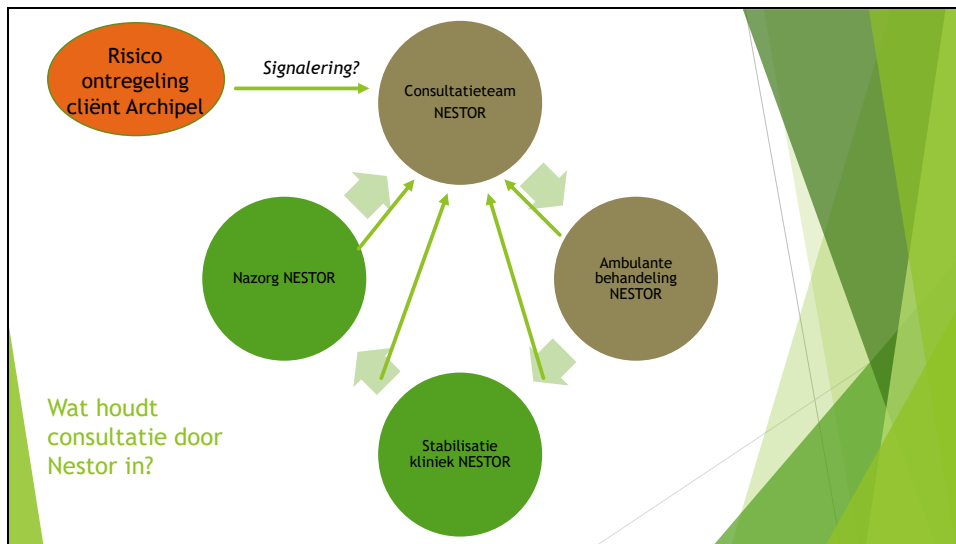 Risico
ontregeling
cliënt Archipel
Signalering?
Consultatieteam
NESTOR
Nazorg NESTOR
Ambulante
behandeling
NESTOR
Stabilisatie
kliniek NESTOR
Wat houdt
consultatie door
Nestor in?